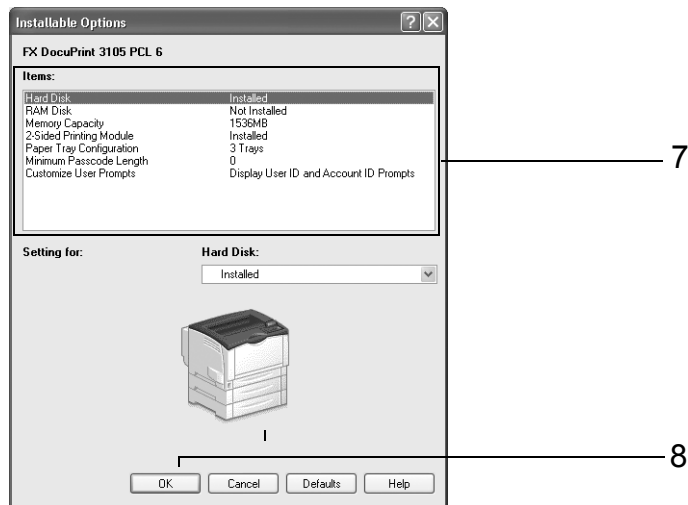 Installable Options
FX DocuPrint 3105 PCL 6
Items:
Hard Disk Installed
RAM Disk Not Installed
Memory Capacity 1536MB
2-Sided Printing Module Installed
Paper Tray Configuration 3 Trays
Minimum Passcode Length 0
Customize User Prompts Display User ID and Account ID Prompts
7
Setting for: Hard Disk:
Installed
8
OK Cancel Defaults Help